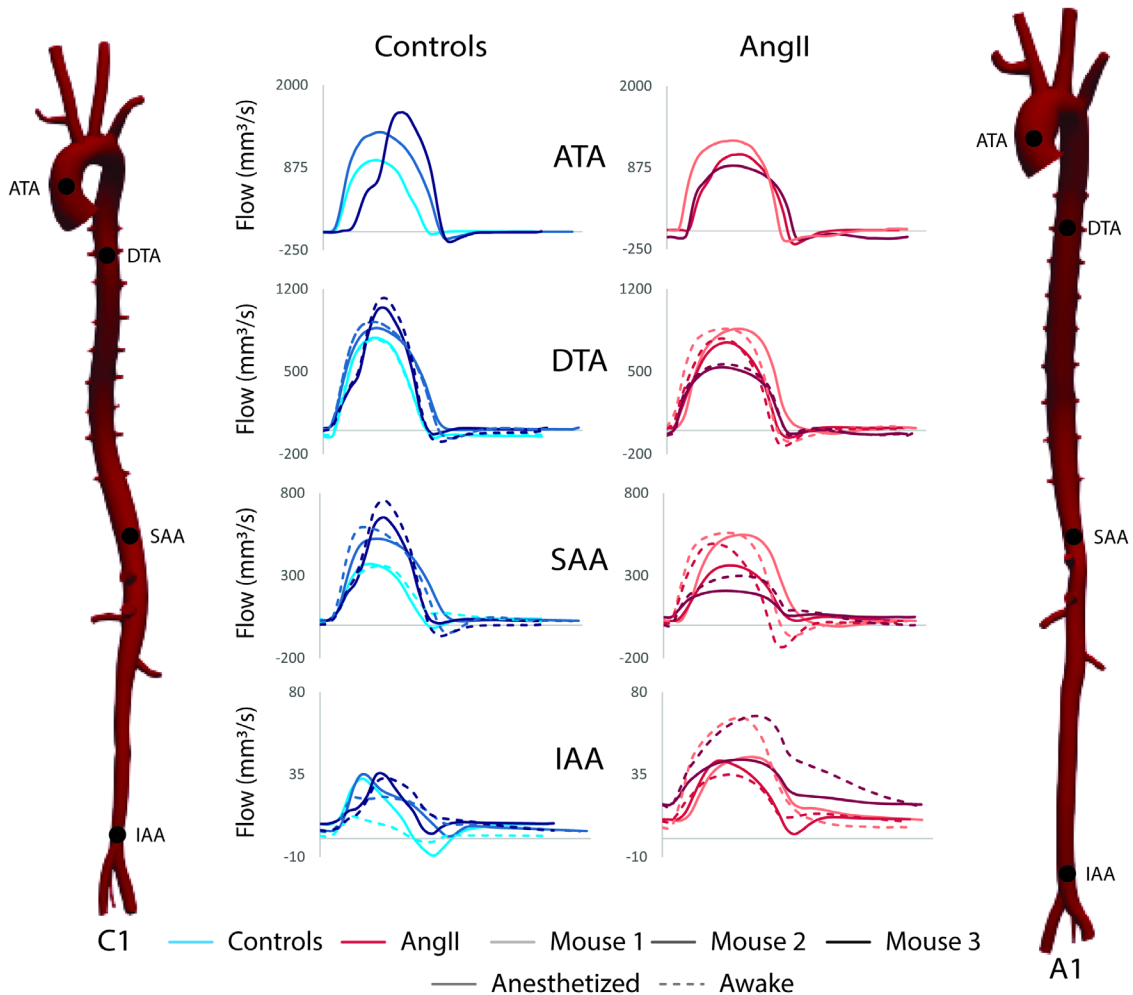 Controls AngII
2000
875
-250
Flow (mm³/s)
ATA
2000
875
-250
1200
500
-200
Flow (mm³/s)
DTA
1200
500
-200
800
300
-200
Flow (mm³/s)
SAA
800
300
-200
80
35
-10
Flow (mm³/s)
IAA
80
35
-10
ATA
DTA
SAA
IAA
C1
ATA
DTA
SAA
IAA
A1
Controls AngII Mouse 1 Mouse 2 Mouse 3
Anesthetized Awake